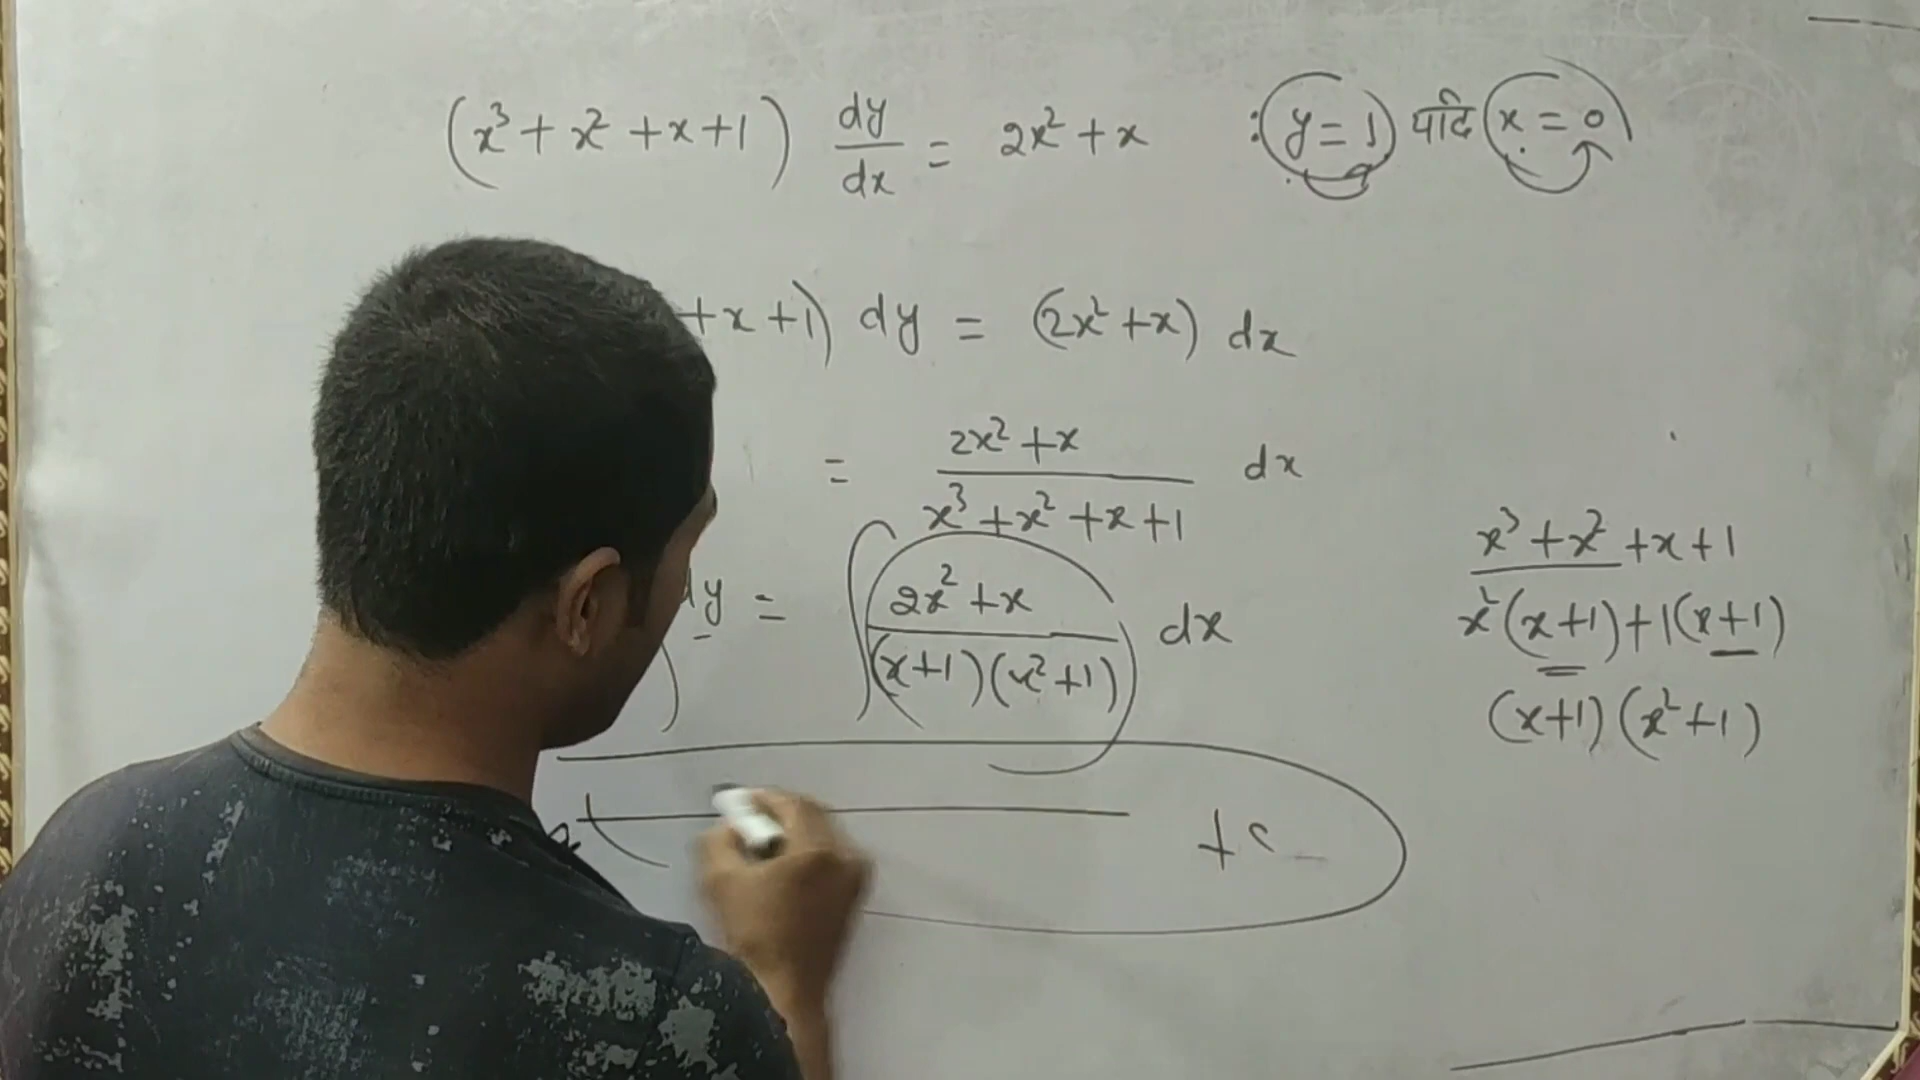 (x³ + x² + x + 1) dy/dx = 2x² + x : y = 1 यदि x = 0
+ x + 1) dy = (2x² + x) dx
= 2x² + x / x³ + x² + x + 1 dx
x³ + x² + x + 1
dy = ∫ 2x² + x / (x+1)(x²+1) dx
x²(x+1) + 1(x+1)
(x+1)(x²+1)
+ c